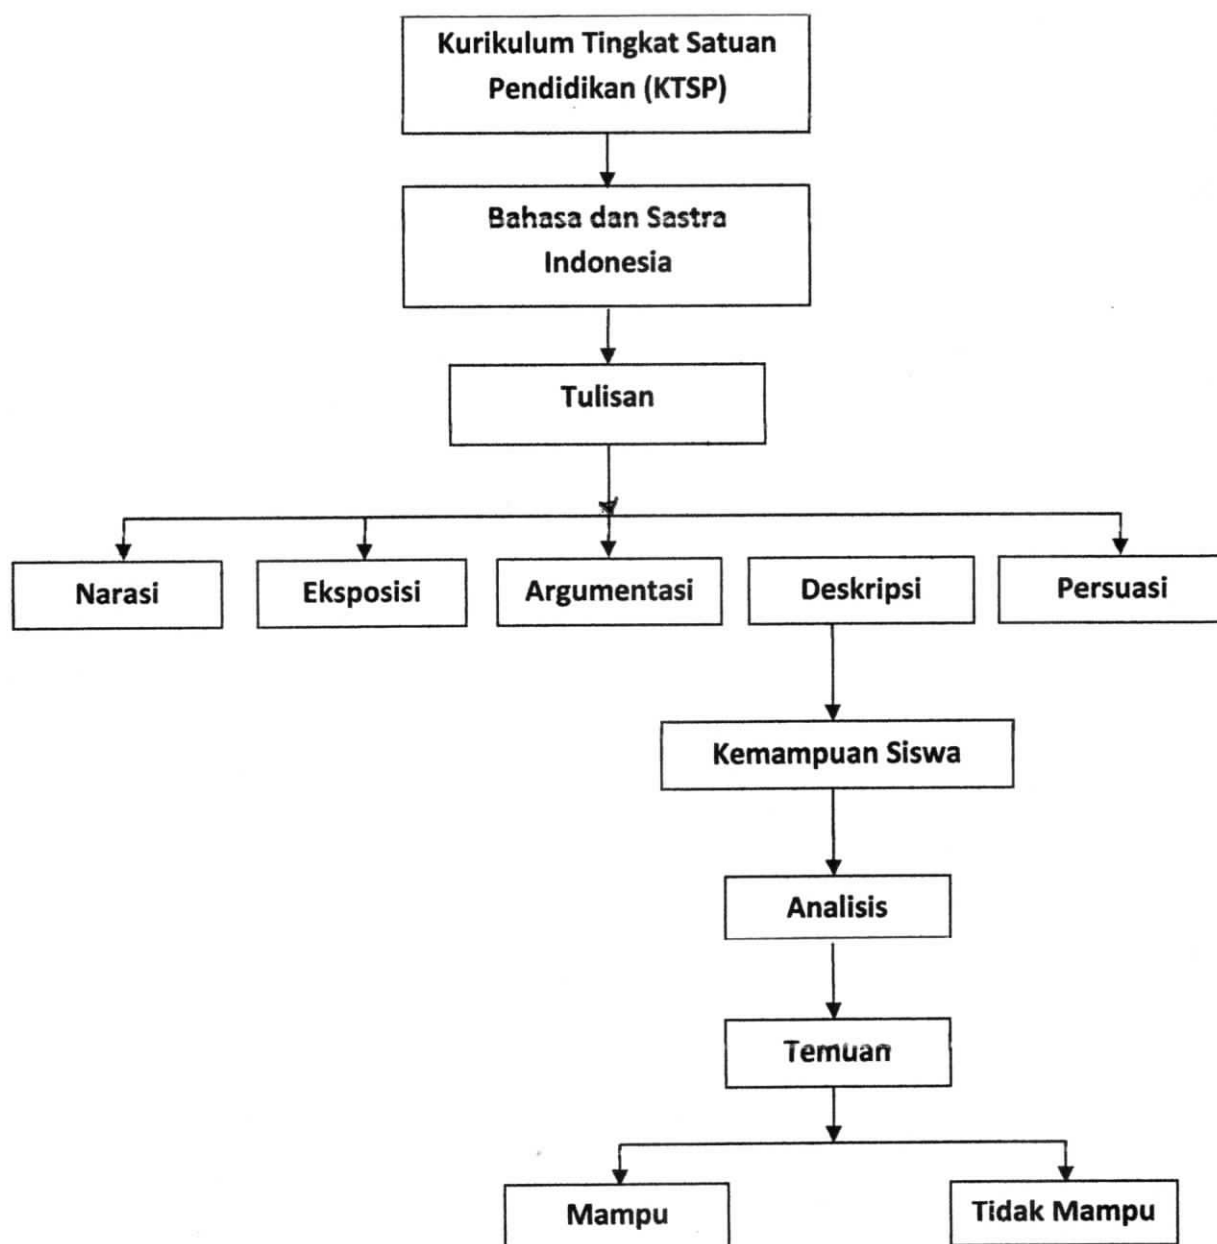 Kurikulum Tingkat Satuan
Pendidikan (KTSP)
Bahasa dan Sastra
Indonesia
Tulisan
Narasi
Eksposisi
Argumentasi
Deskripsi
Persuasi
Kemampuan Siswa
Analisis
Temuan
Mampu
Tidak Mampu